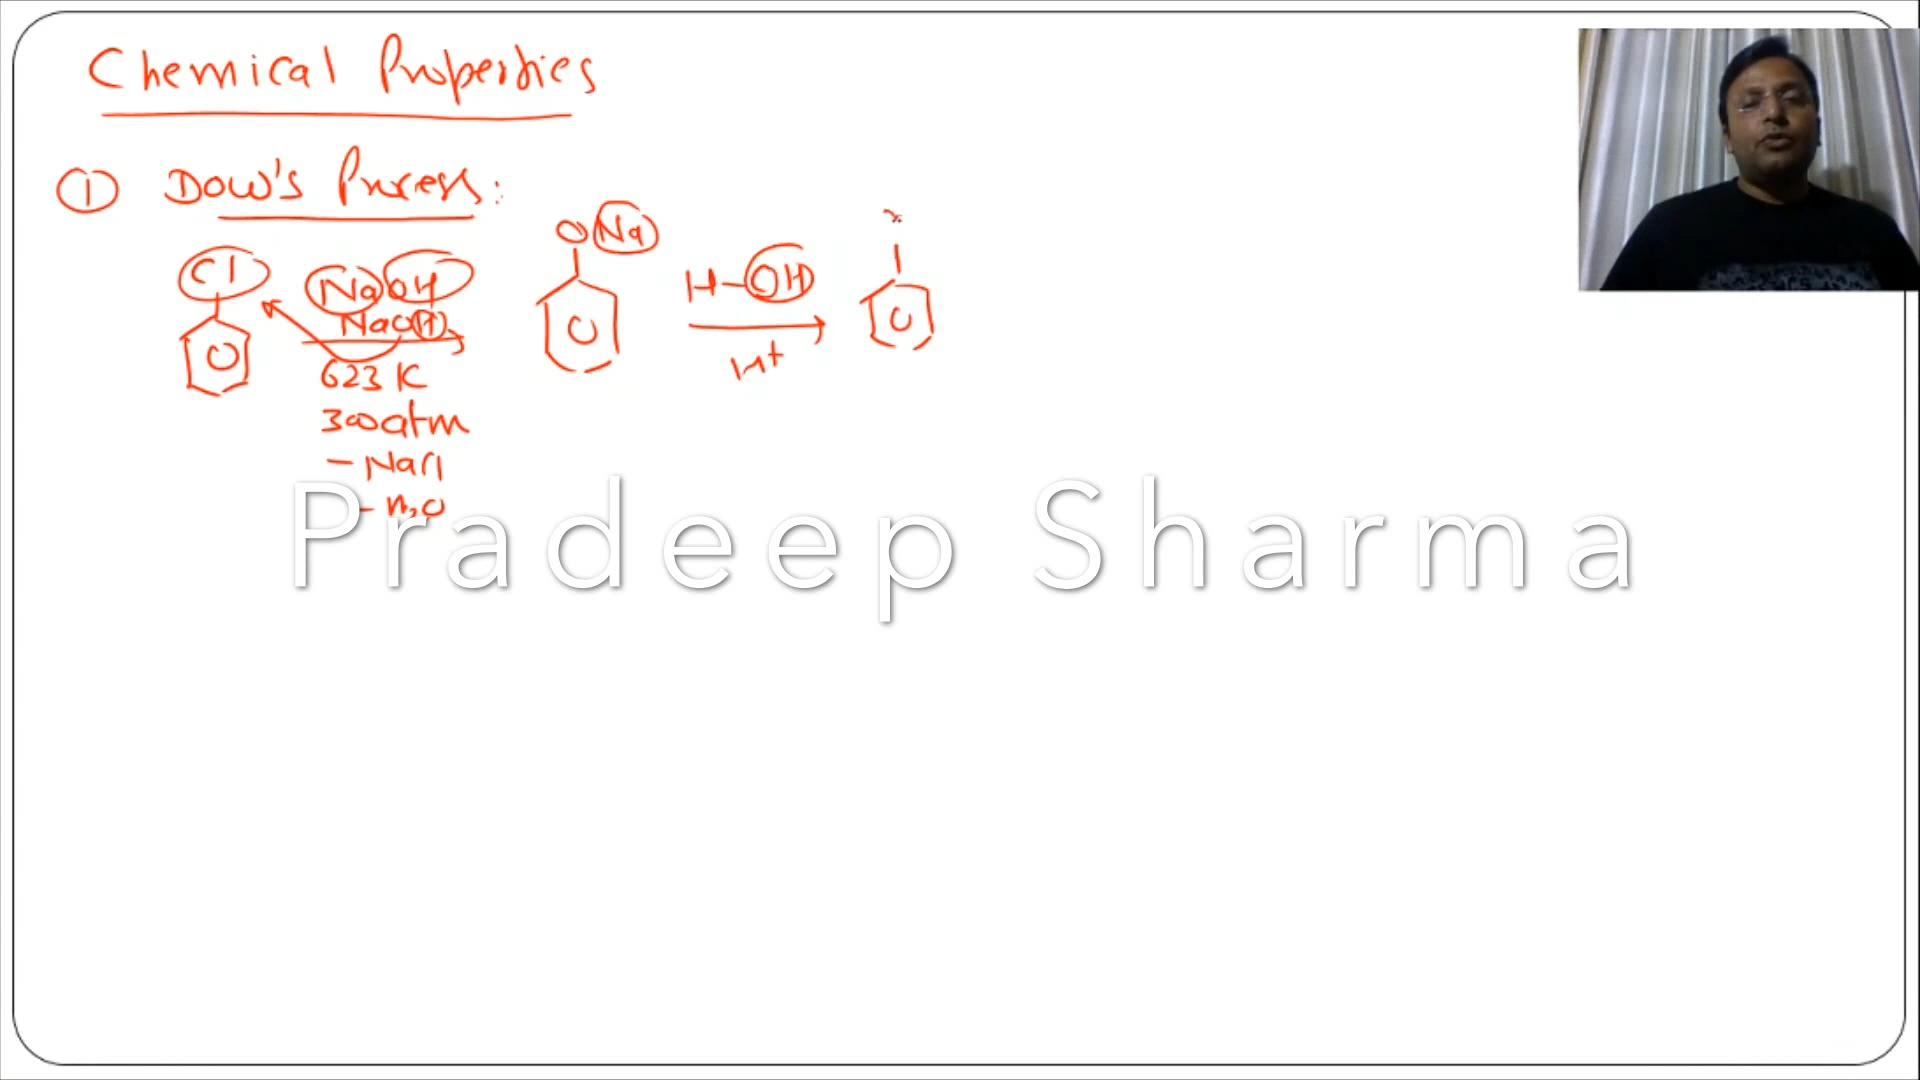 Chemical Properties
① Dow's Process:
Cl
NaOH
NaOH
623 K
300 atm
- NaCl
- H2O
ONa
H-OH
H+
Pradeep Sharma